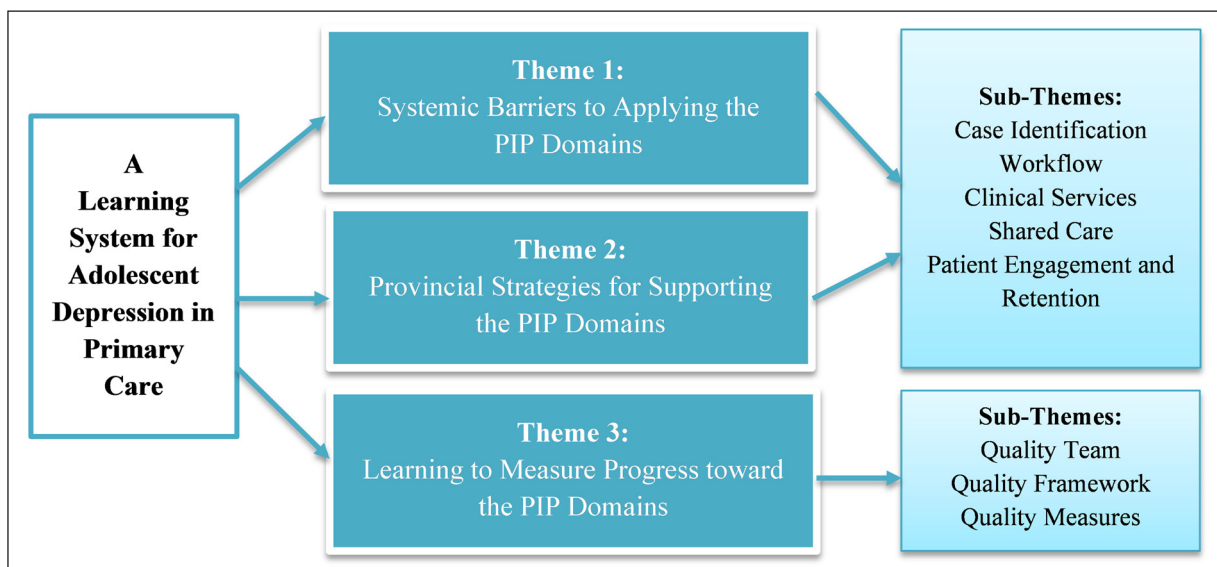 A
Learning
System for
Adolescent
Depression in
Primary
Care
Theme 1:
Systemic Barriers to Applying the
PIP Domains
Theme 2:
Provincial Strategies for Supporting
the PIP Domains
Theme 3:
Learning to Measure Progress toward
the PIP Domains
Sub-Themes:
Case Identification
Workflow
Clinical Services
Shared Care
Patient Engagement and
Retention
Sub-Themes:
Quality Team
Quality Framework
Quality Measures